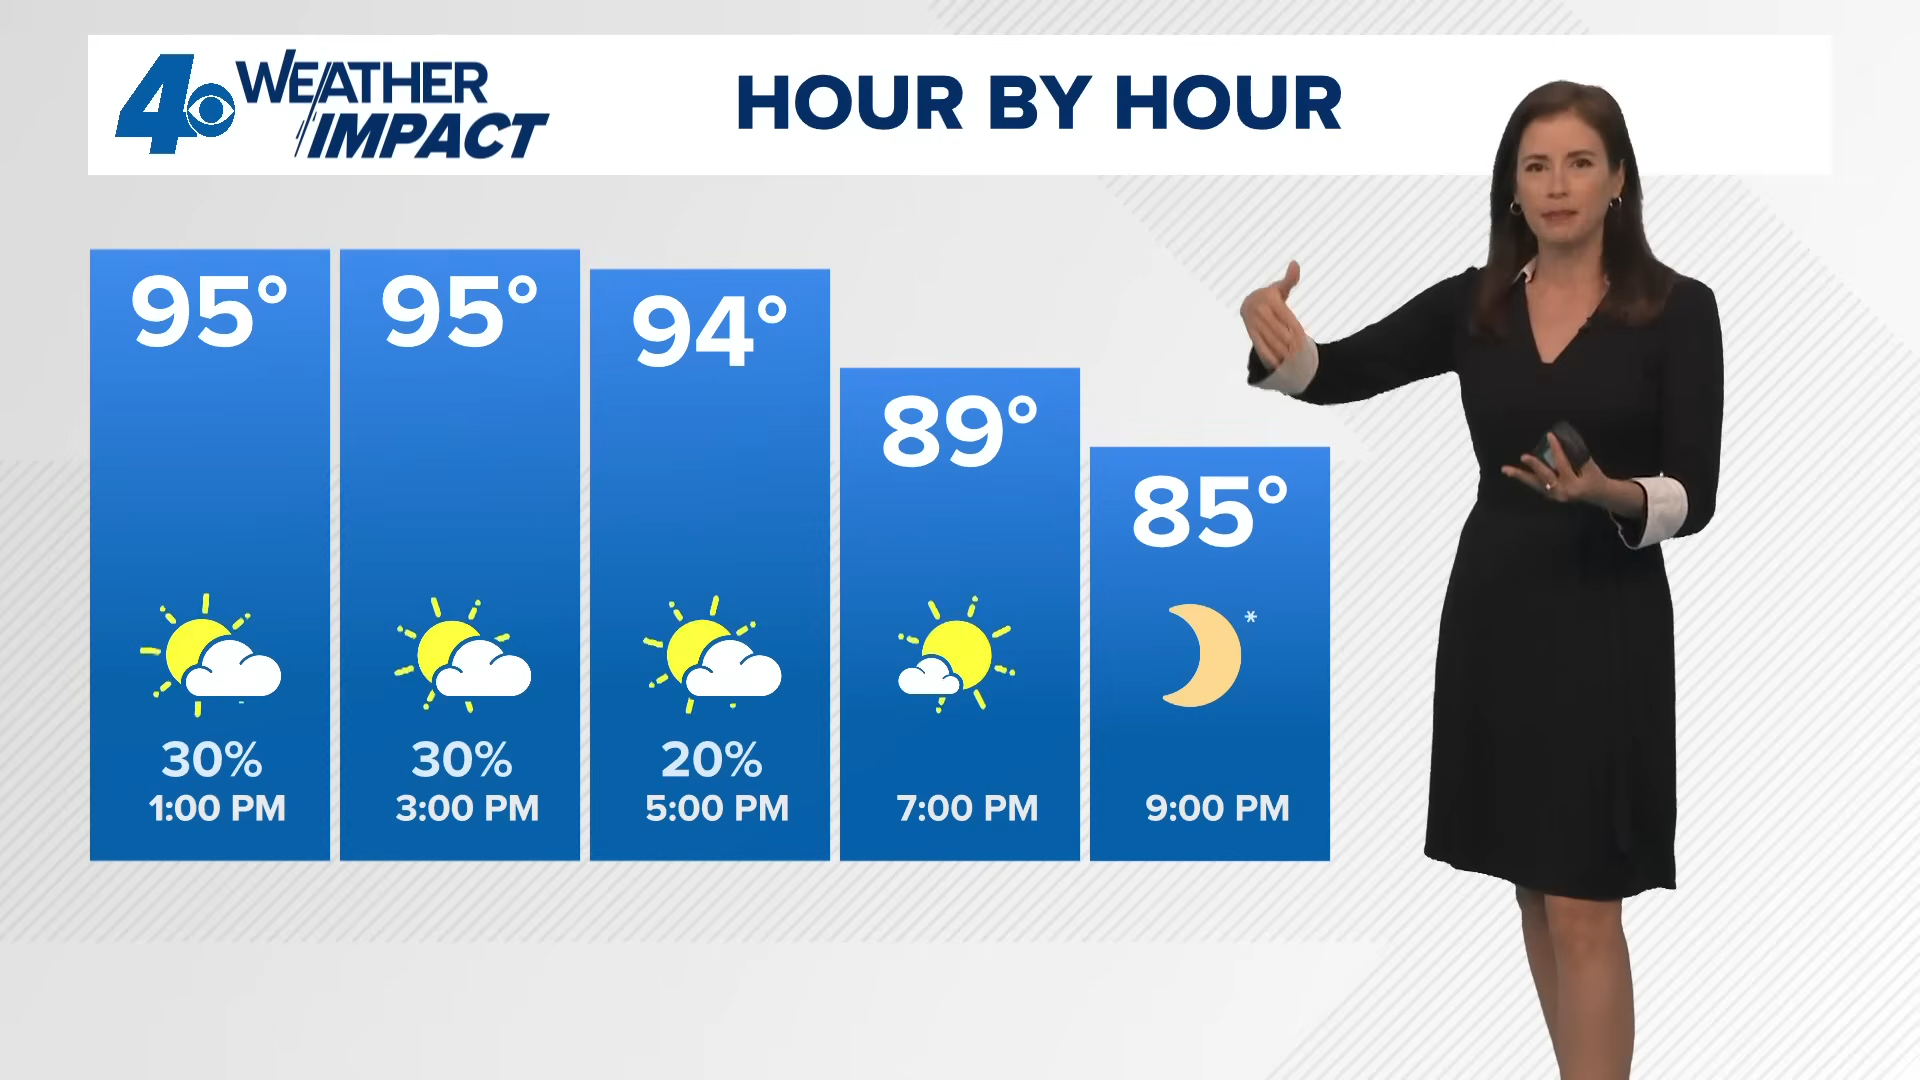 4 WEATHER
IMPACT
HOUR BY HOUR
95° 95° 94° 89° 85°
30% 30% 20%
1:00 PM 3:00 PM 5:00 PM 7:00 PM 9:00 PM